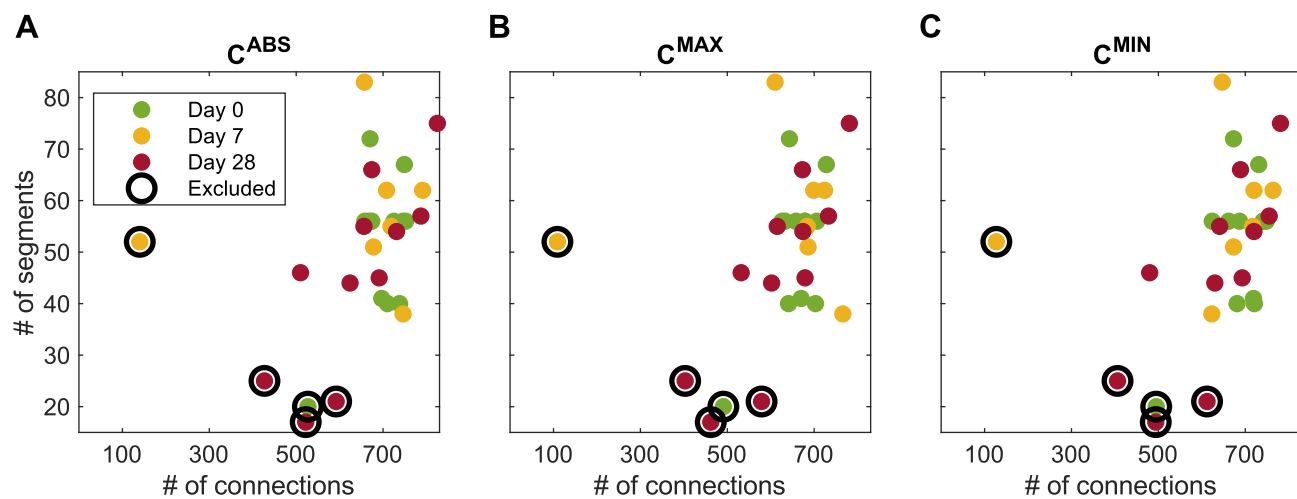 A
B
C
C^ABS
C^MAX
C^MIN
Day 0
Day 7
Day 28
Excluded
# of segments
80
70
60
50
40
30
20
100 300 500 700
100 300 500 700
100 300 500 700
# of connections
# of connections
# of connections